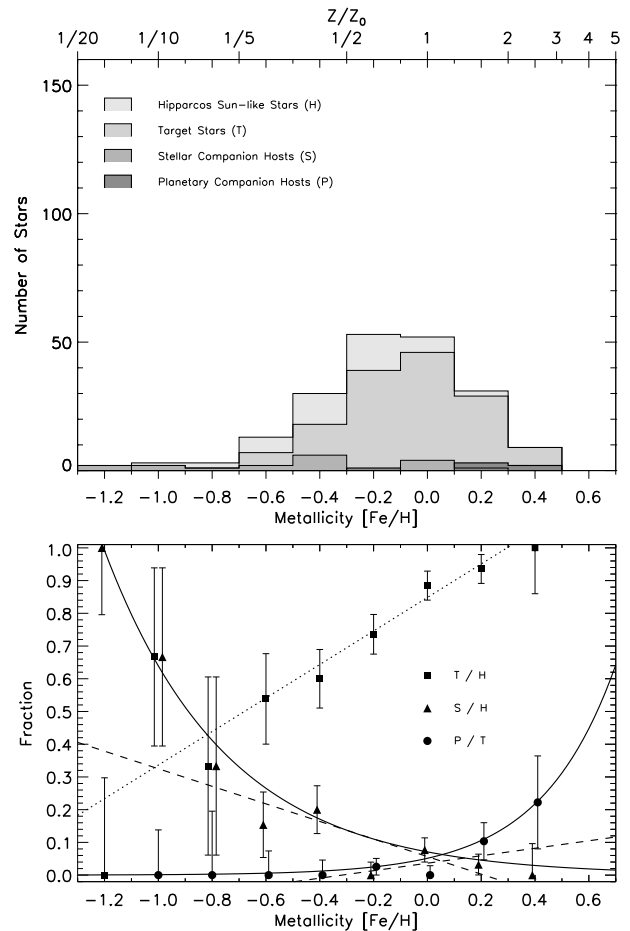 Z/Z₀
1/20 1/10 1/5 1/2 1 2 3 4 5
150
100
50
0
Number of Stars
Hipparcos Sun-like Stars (H)
Target Stars (T)
Stellar Companion Hosts (S)
Planetary Companion Hosts (P)
−1.2 −1.0 −0.8 −0.6 −0.4 −0.2 0.0 0.2 0.4 0.6
Metallicity [Fe/H]
1.0
0.9
0.8
0.7
0.6
0.5
0.4
0.3
0.2
0.1
0.0
Fraction
T / H
S / H
P / T
−1.2 −1.0 −0.8 −0.6 −0.4 −0.2 0.0 0.2 0.4 0.6
Metallicity [Fe/H]